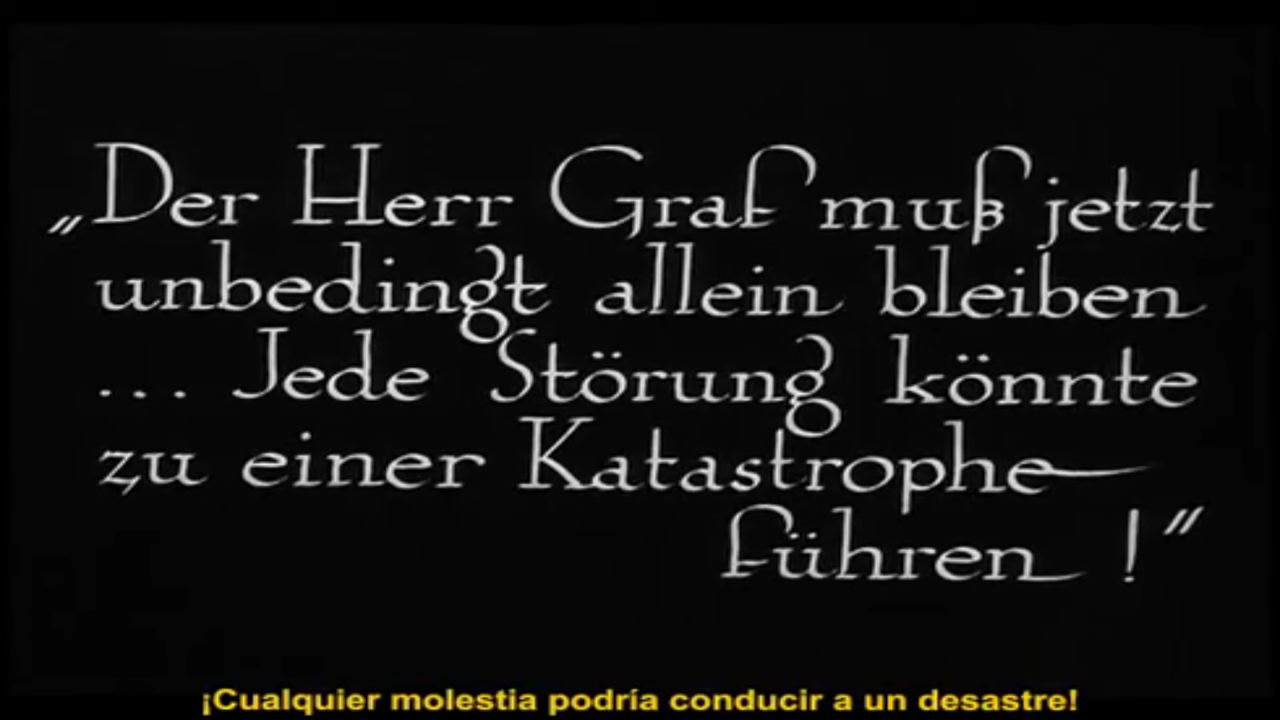 „Der Herr Graf muß jetzt
unbedingt allein bleiben
... Jede Störung könnte
zu einer Katastrophe
führen !“
¡Cualquier molestia podría conducir a un desastre!